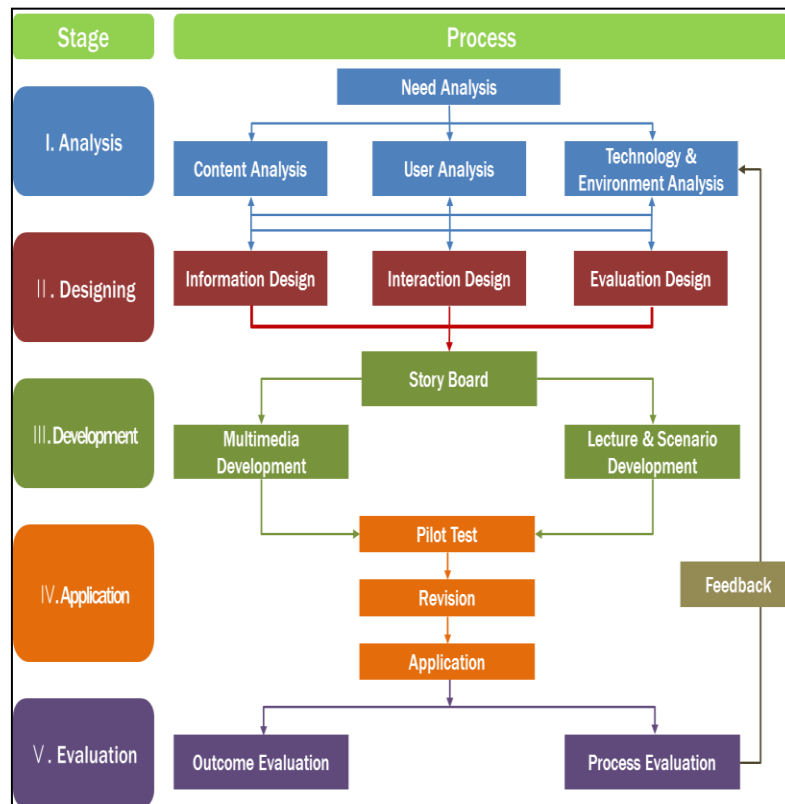 Stage
Process
I. Analysis
Need Analysis
Content Analysis
User Analysis
Technology &
Environment Analysis
Ⅱ. Designing
Information Design
Interaction Design
Evaluation Design
Ⅲ. Development
Story Board
Multimedia
Development
Lecture & Scenario
Development
Ⅳ. Application
Pilot Test
Revision
Application
Feedback
Ⅴ. Evaluation
Outcome Evaluation
Process Evaluation